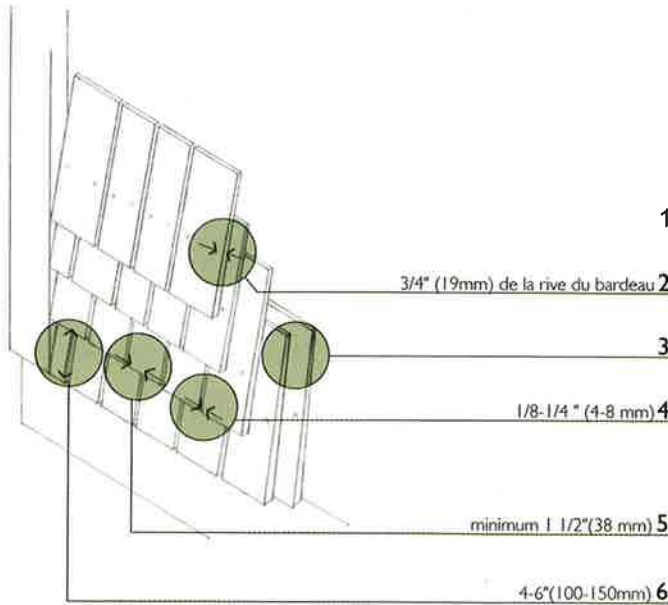 1
3/4" (19mm) de la rive du bardeau 2
3
1/8-1/4 " (4-8 mm) 4
minimum 1 1/2"(38 mm) 5
4-6"(100-150mm) 6